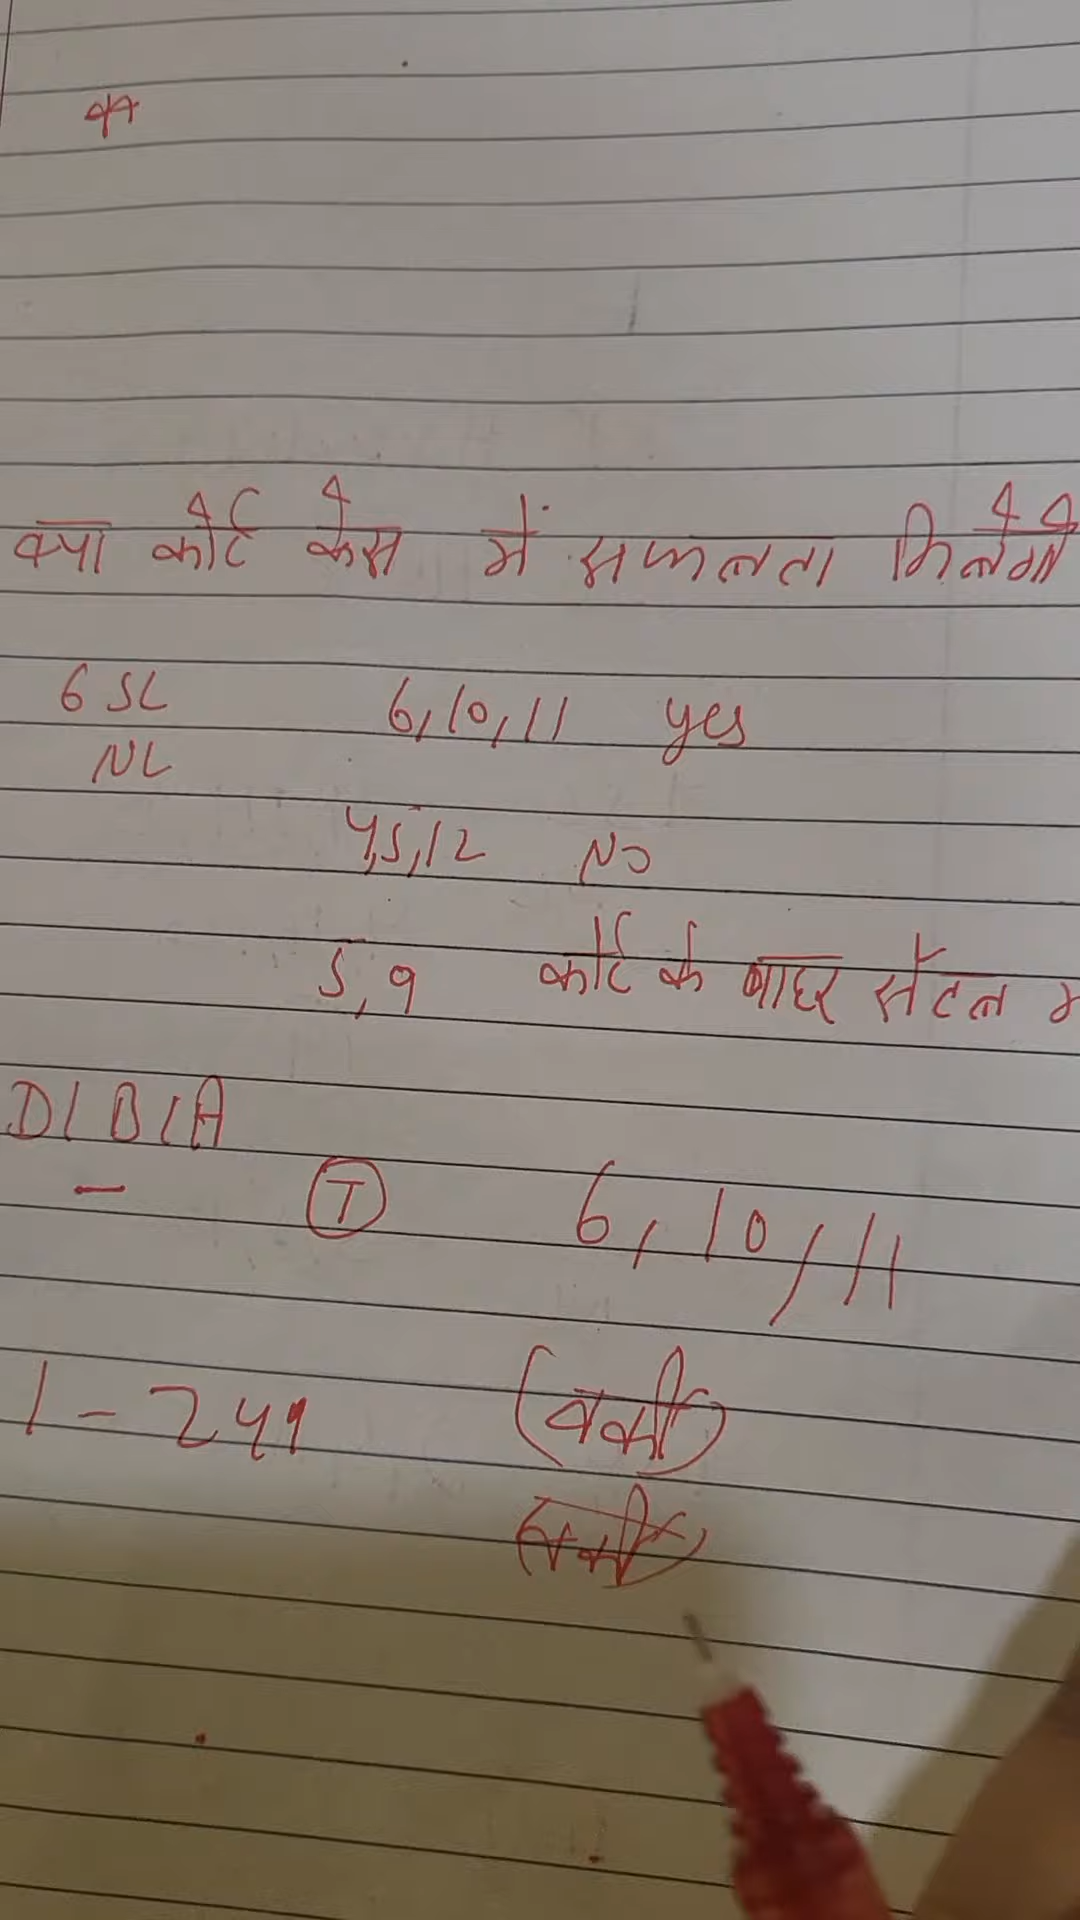 क्या कोर्ट केस में सफलता मिलेगी
6 SL 6,10,11 yes
NL
4,5,12 No
5,9 कोर्ट के बाहर सेटल
D/B/A
- T 6,10,11
1-249 (वक्री)